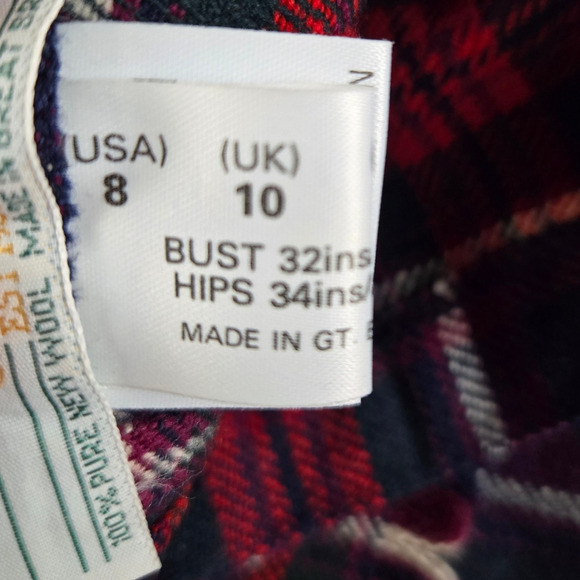 (USA) (UK)
8 10
BUST 32ins
HIPS 34ins/
MADE IN GT.
MADE IN GREAT
100% PURE NEW WOOL